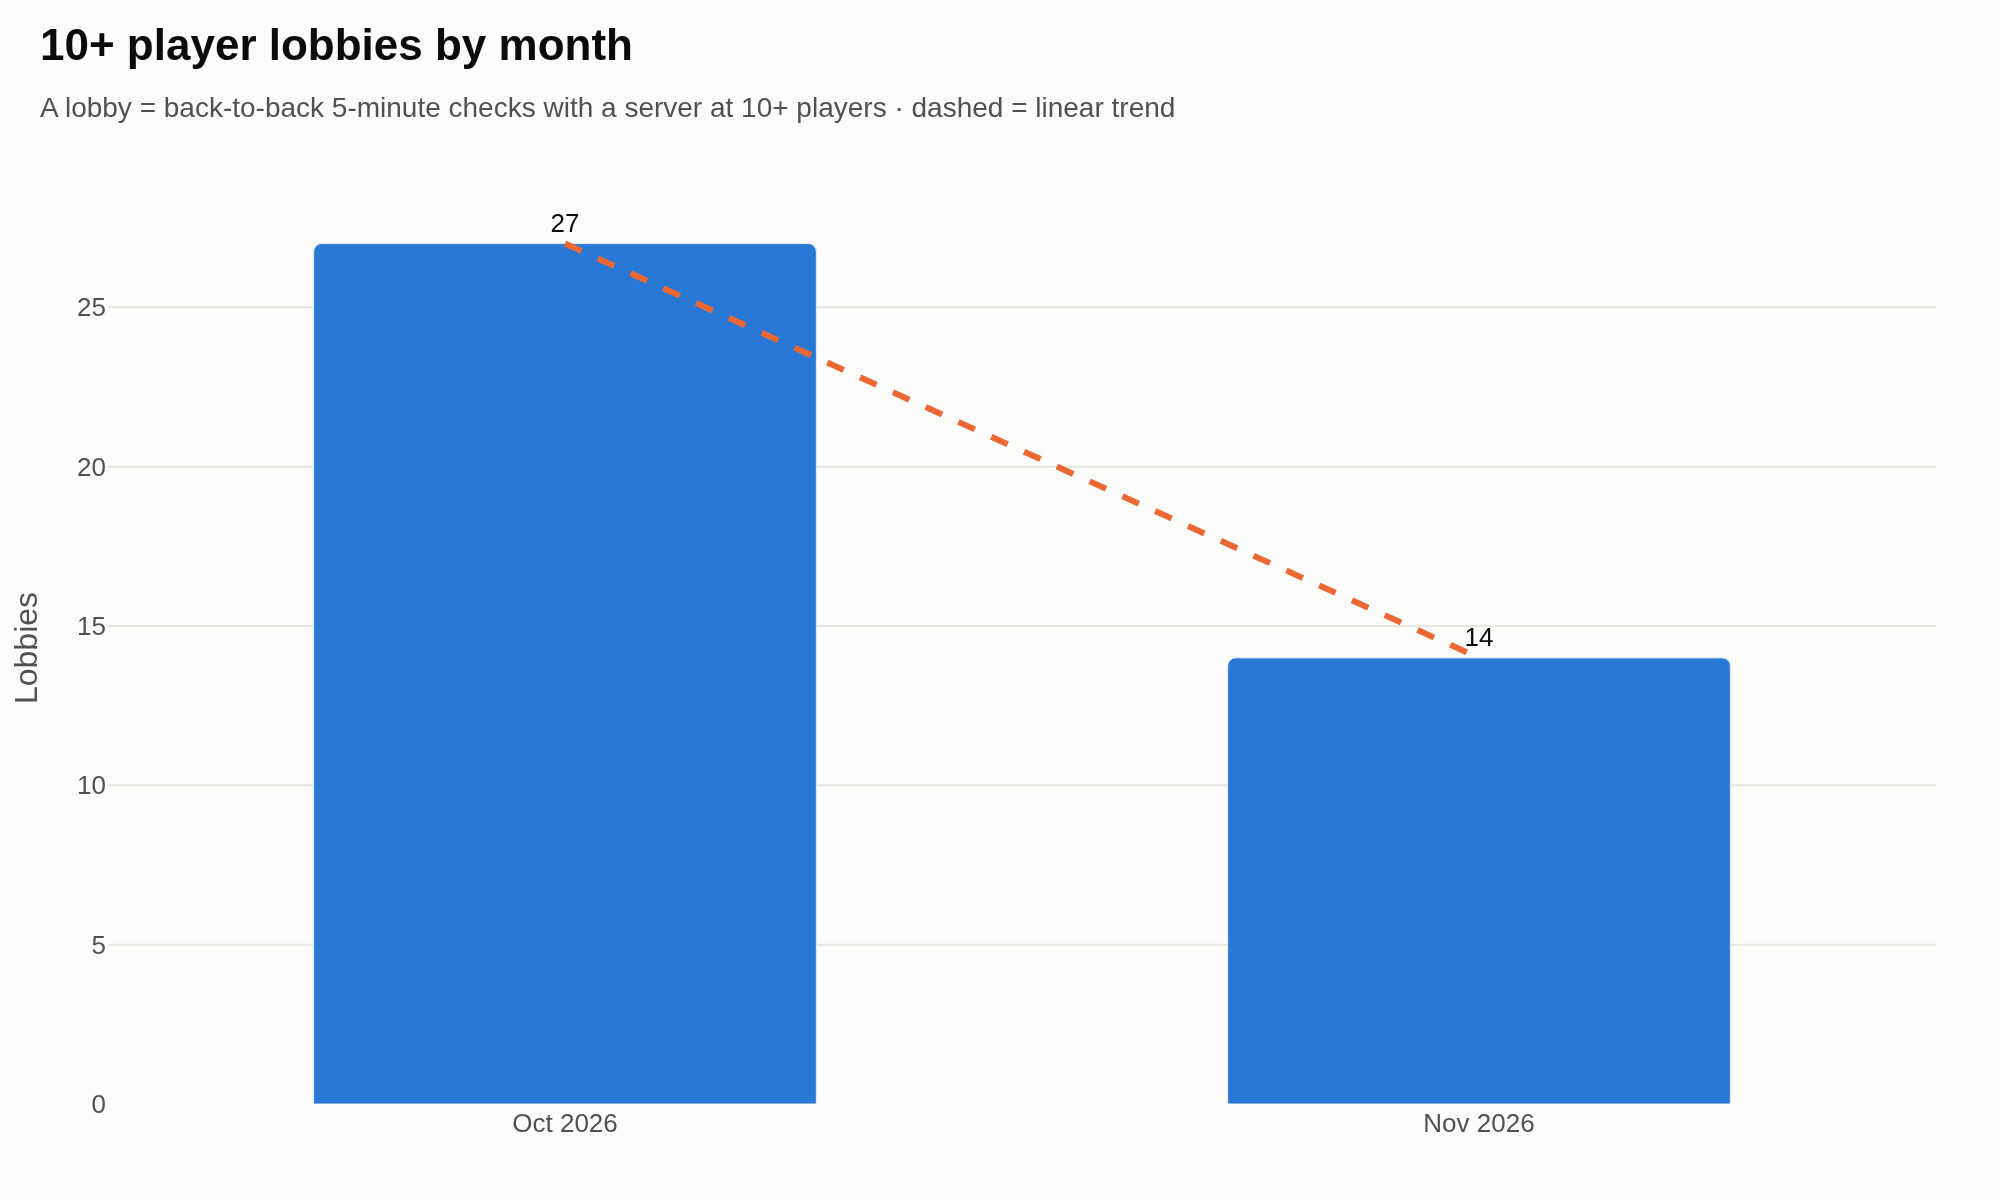 10+ player lobbies by month
A lobby = back-to-back 5-minute checks with a server at 10+ players · dashed = linear trend
27
25
20
15
14
10
5
0
Lobbies
Oct 2026
Nov 2026